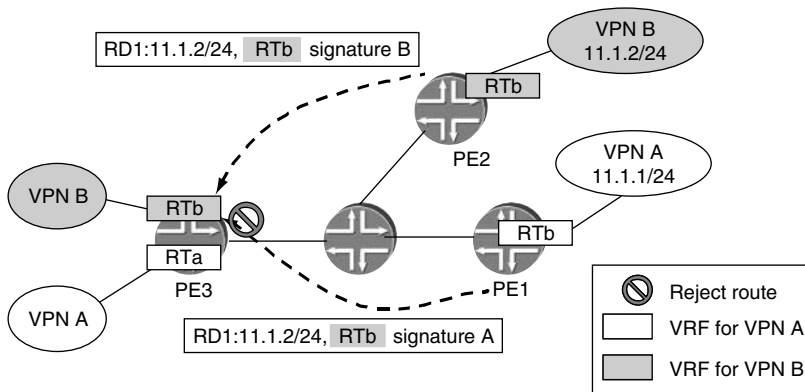 VPN B
11.1.2/24
RD1:11.1.2/24, RTb signature B
RTb
PE2
VPN A
11.1.1/24
VPN B
RTb
RTb
RTa
PE3
PE1
VPN A
RD1:11.1.2/24, RTb signature A
Reject route
VRF for VPN A
VRF for VPN B